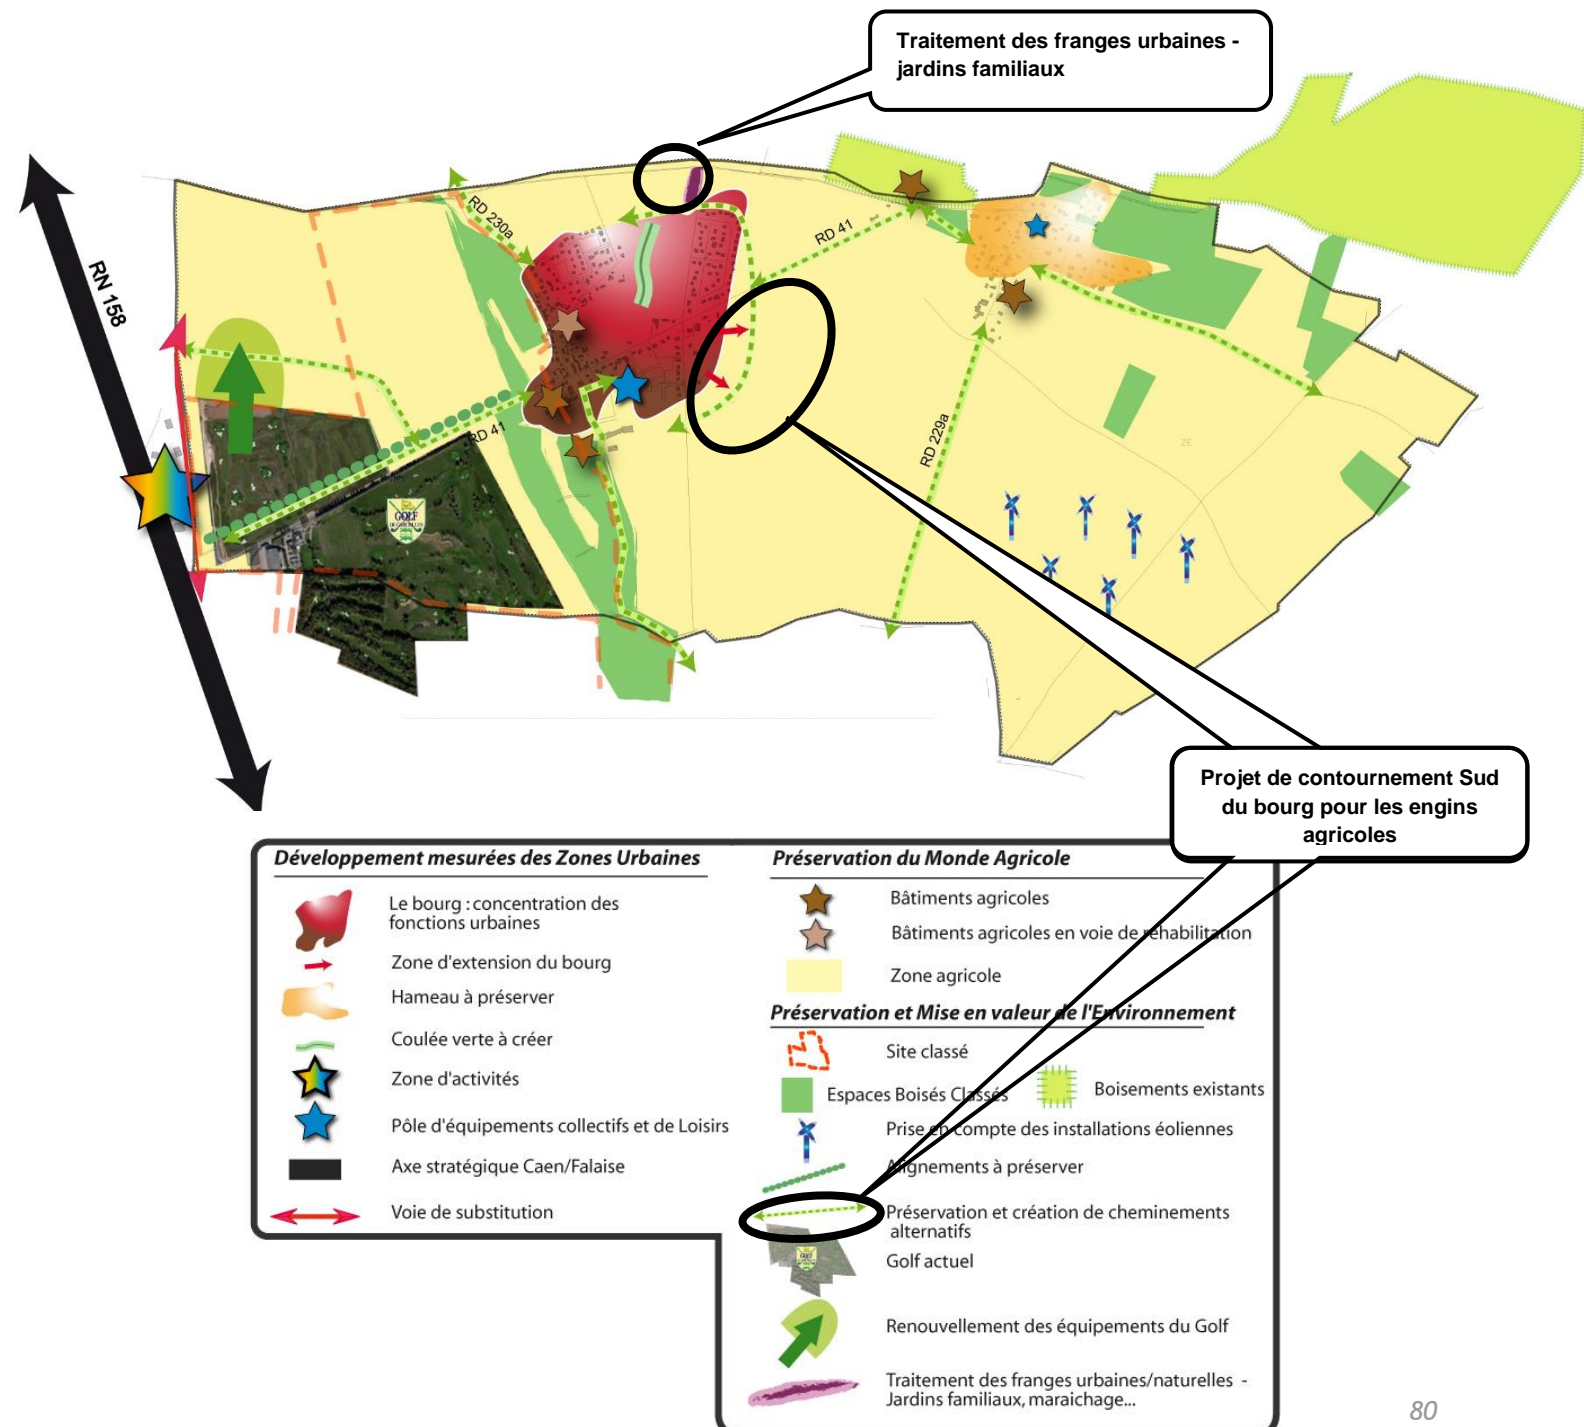 Traitement des franges urbaines -
jardins familiaux
RN 158
RD 230a
RD 41
RD 41
RD 229a
ZE
GOLF
DE GARCELLES
Projet de contournement Sud
du bourg pour les engins
agricoles
Développement mesurées des Zones Urbaines
Le bourg : concentration des
fonctions urbaines
Zone d'extension du bourg
Hameau à préserver
Coulée verte à créer
Zone d'activités
Pôle d'équipements collectifs et de Loisirs
Axe stratégique Caen/Falaise
Voie de substitution
Préservation du Monde Agricole
Bâtiments agricoles
Bâtiments agricoles en voie de réhabilitation
Zone agricole
Préservation et Mise en valeur de l'Environnement
Site classé
Espaces Boisés Classés
Boisements existants
Prise en compte des installations éoliennes
Alignements à préserver
Préservation et création de cheminements
alternatifs
Golf actuel
Renouvellement des équipements du Golf
Traitement des franges urbaines/naturelles -
Jardins familiaux, maraichage...
80